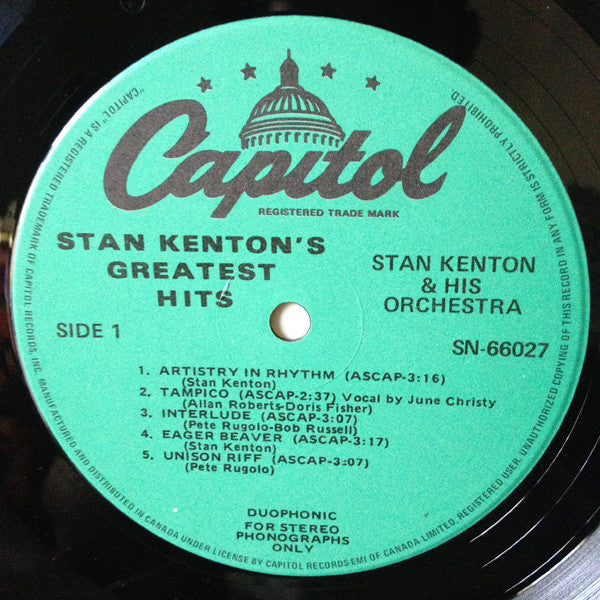 Capitol
REGISTERED TRADE MARK
STAN KENTON'S
GREATEST
HITS
STAN KENTON
& HIS
ORCHESTRA
SIDE 1
SN-66027
1. ARTISTRY IN RHYTHM (ASCAP-3:16)
(Stan Kenton)
2. TAMPICO (ASCAP-2:37) Vocal by June Christy
(Allan Roberts-Doris Fisher)
3. INTERLUDE (ASCAP-3:07)
(Pete Rugolo-Bob Russell)
4. EAGER BEAVER (ASCAP-3:17)
(Stan Kenton)
5. UNISON RIFF (ASCAP-3:07)
(Pete Rugolo)
DUOPHONIC
FOR STEREO
PHONOGRAPHS
ONLY
"CAPITOL" IS A REGISTERED TRADEMARK OF CAPITOL RECORDS, INC. MANUFACTURED AND DISTRIBUTED IN CANADA UNDER LICENSE BY CAPITOL RECORDS-EMI OF CANADA LIMITED, REGISTERED USER. UNAUTHORIZED COPYING OF THIS RECORD IN ANY FORM IS STRICTLY PROHIBITED